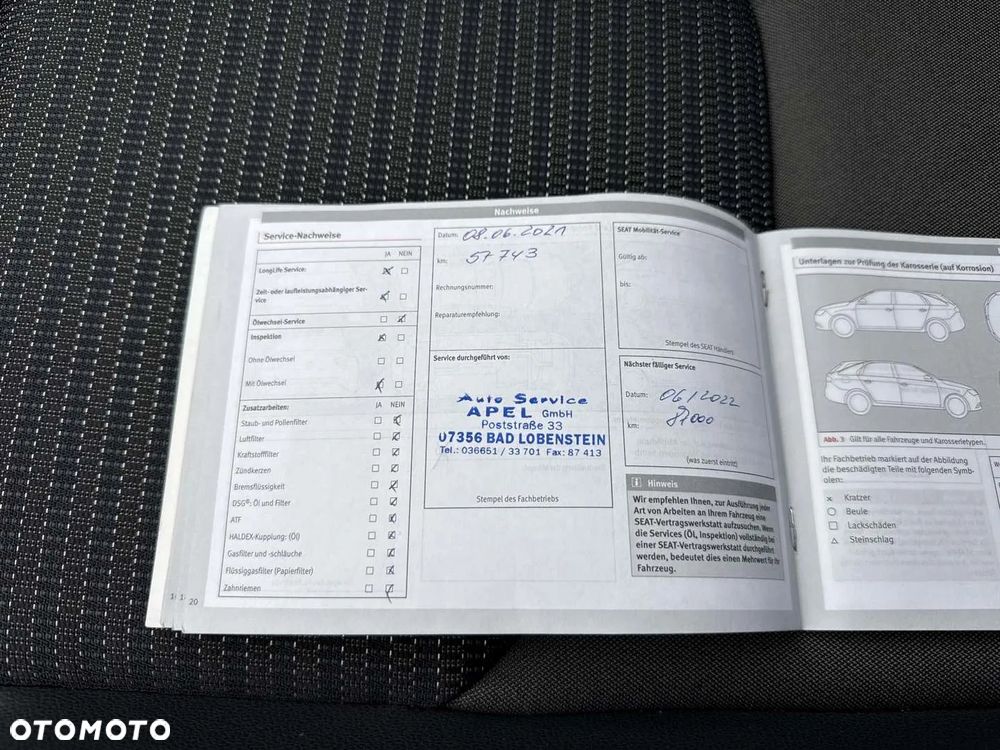 Nachweise
Service-Nachweise
JA NEIN
LongLife Service:
Zeit- oder laufleistungsabhängiger Ser-
vice
Ölwechsel-Service
Inspektion
Ohne Ölwechsel
Mit Ölwechsel
Zusatzarbeiten: JA NEIN
Staub- und Pollenfilter
Luftfilter
Kraftstofffilter
Zündkerzen
Bremsflüssigkeit
DSG®: Öl und Filter
ATF
HALDEX-Kupplung: (Öl)
Gasfilter und -schläuche
Flüssiggasfilter (Papierfilter)
Zahnriemen
20
Datum: 08.06.2021
km: 57 743
Rechnungsnummer:
Reparaturempfehlung:
Service durchgeführt von:
Auto Service
APEL GmbH
Poststraße 33
07356 BAD LOBENSTEIN
Tel.: 036651 / 33 701 Fax: 87 413
Stempel des Fachbetriebs
SEAT Mobilität-Service
Gültig ab:
bis:
Stempel des SEAT Händlers
Nächster fälliger Service
Datum: 06/2022
km: 87000
(was zuerst eintritt)
Hinweis
Wir empfehlen Ihnen, zur Ausführung jeder
Art von Arbeiten an Ihrem Fahrzeug eine
SEAT-Vertragswerkstatt aufzusuchen. Wenn
die Services (Öl, Inspektion) vollständig bei
einer SEAT-Vertragswerkstatt durchgeführt
werden, bedeutet dies einen Mehrwert für Ihr
Fahrzeug.
Unterlagen zur Prüfung der Karosserie (auf Korrosion)
Abb. 3 Gilt für alle Fahrzeuge und Karosserietypen.
Ihr Fachbetrieb markiert auf der Abbildung
die beschädigten Teile mit folgenden Symb-
olen:
Kratzer
Beule
Lackschäden
Steinschlag
OTOMOTO